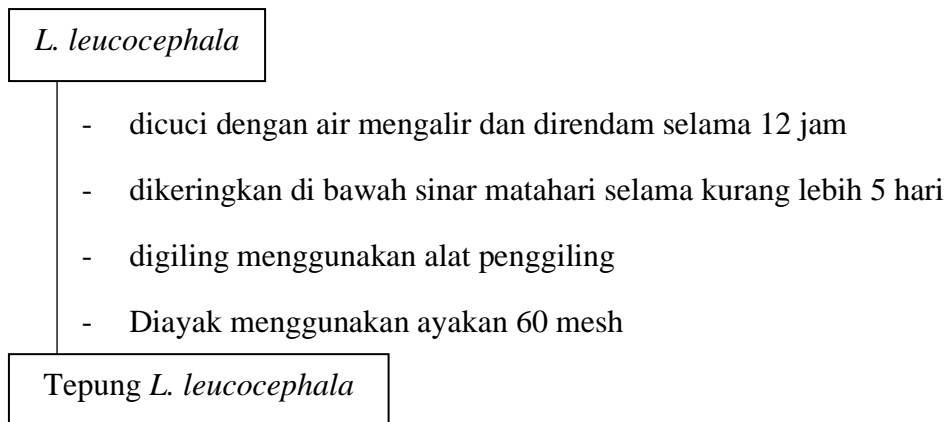 L. leucocephala
- dicuci dengan air mengalir dan direndam selama 12 jam
- dikeringkan di bawah sinar matahari selama kurang lebih 5 hari
- digiling menggunakan alat penggiling
- Diayak menggunakan ayakan 60 mesh
Tepung L. leucocephala